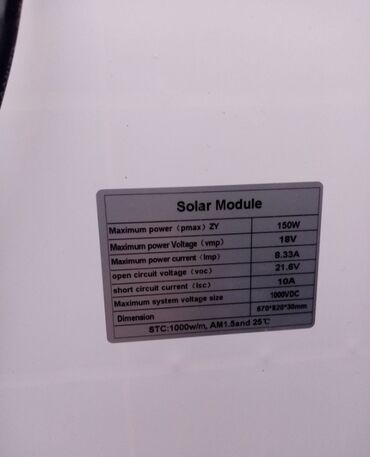 Solar Module
Maximum power（pmax）ZY 150W
Maximum power Voltage（vmp） 18V
Maximum power current（Imp） 8.33A
open circuit voltage（voc） 21.6V
short circuit current（Isc） 10A
Maximum system voltage size 1000VDC
Dimension 670*820*30mm
STC:1000w/m, AM1.5and 25℃